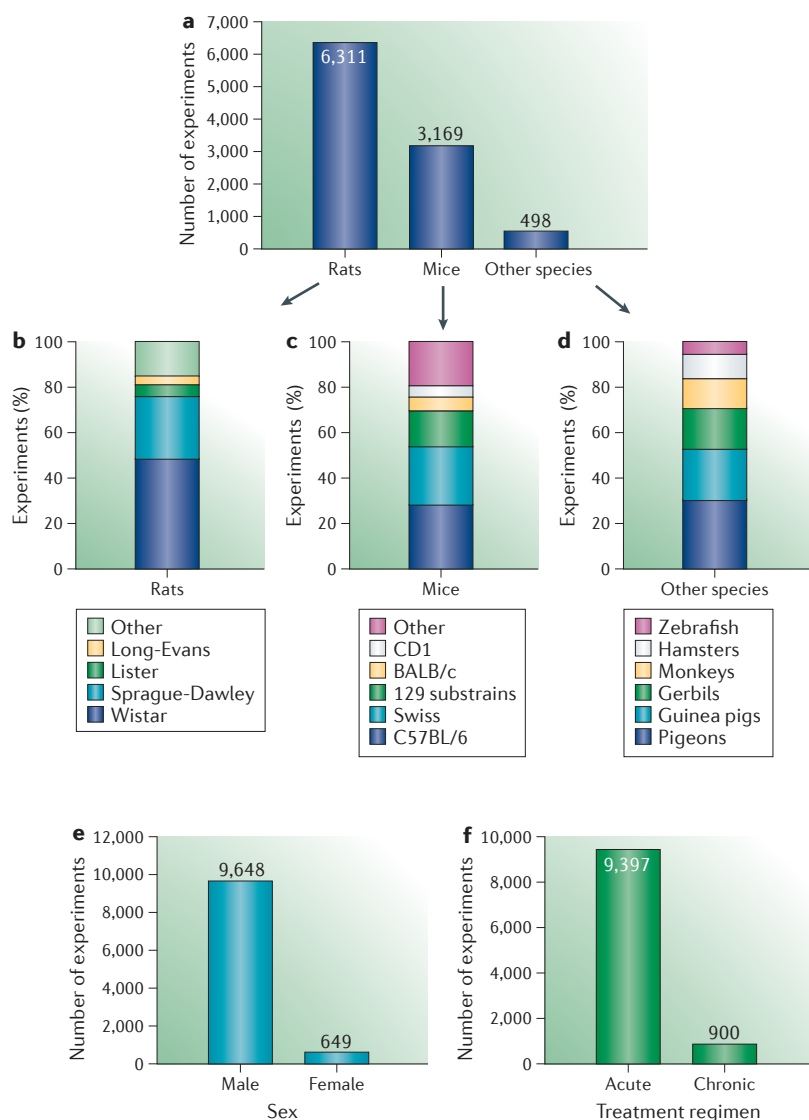 a
Number of experiments
7,000
6,000
5,000
4,000
3,000
2,000
1,000
0
6,311
3,169
498
Rats Mice Other species
b
Experiments (%)
100
80
60
40
20
0
Rats
Other
Long-Evans
Lister
Sprague-Dawley
Wistar
c
Experiments (%)
100
80
60
40
20
0
Mice
Other
CD1
BALB/c
129 substrains
Swiss
C57BL/6
d
Experiments (%)
100
80
60
40
20
0
Other species
Zebrafish
Hamsters
Monkeys
Gerbils
Guinea pigs
Pigeons
e
Number of experiments
12,000
10,000
8,000
6,000
4,000
2,000
0
9,648
649
Male Female
Sex
f
Number of experiments
10,000
8,000
6,000
4,000
2,000
0
9,397
900
Acute Chronic
Treatment regimen